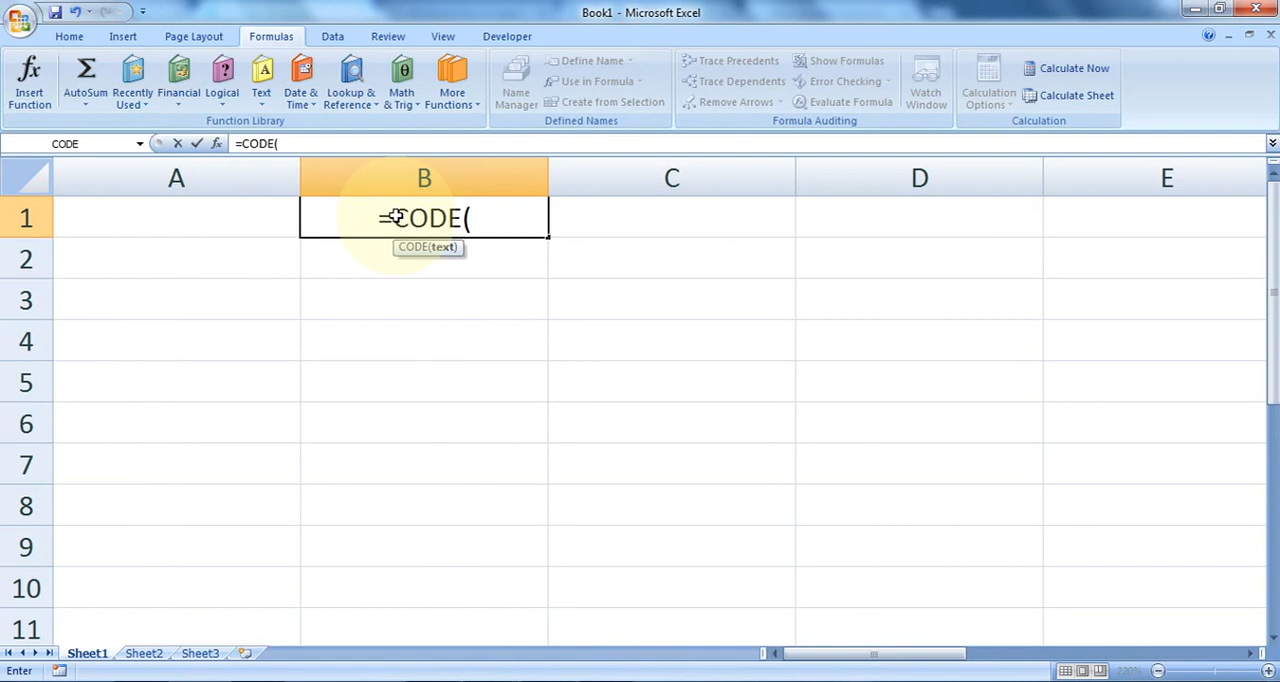 Book1 - Microsoft Excel
Home Insert Page Layout Formulas Data Review View Developer
fx Σ A θ
Insert Function
AutoSum
Recently Used
Financial
Logical
Text
Date & Time
Lookup & Reference
Math & Trig
More Functions
Function Library
Name Manager
Define Name
Use in Formula
Create from Selection
Defined Names
Trace Precedents
Trace Dependents
Remove Arrows
Show Formulas
Error Checking
Evaluate Formula
Formula Auditing
Watch Window
Calculation Options
Calculate Now
Calculate Sheet
Calculation
CODE fx =CODE(
A B C D E
1 =CODE(
CODE(text)
2
3
4
5
6
7
8
9
10
11
Sheet1 Sheet2 Sheet3
Enter 220%